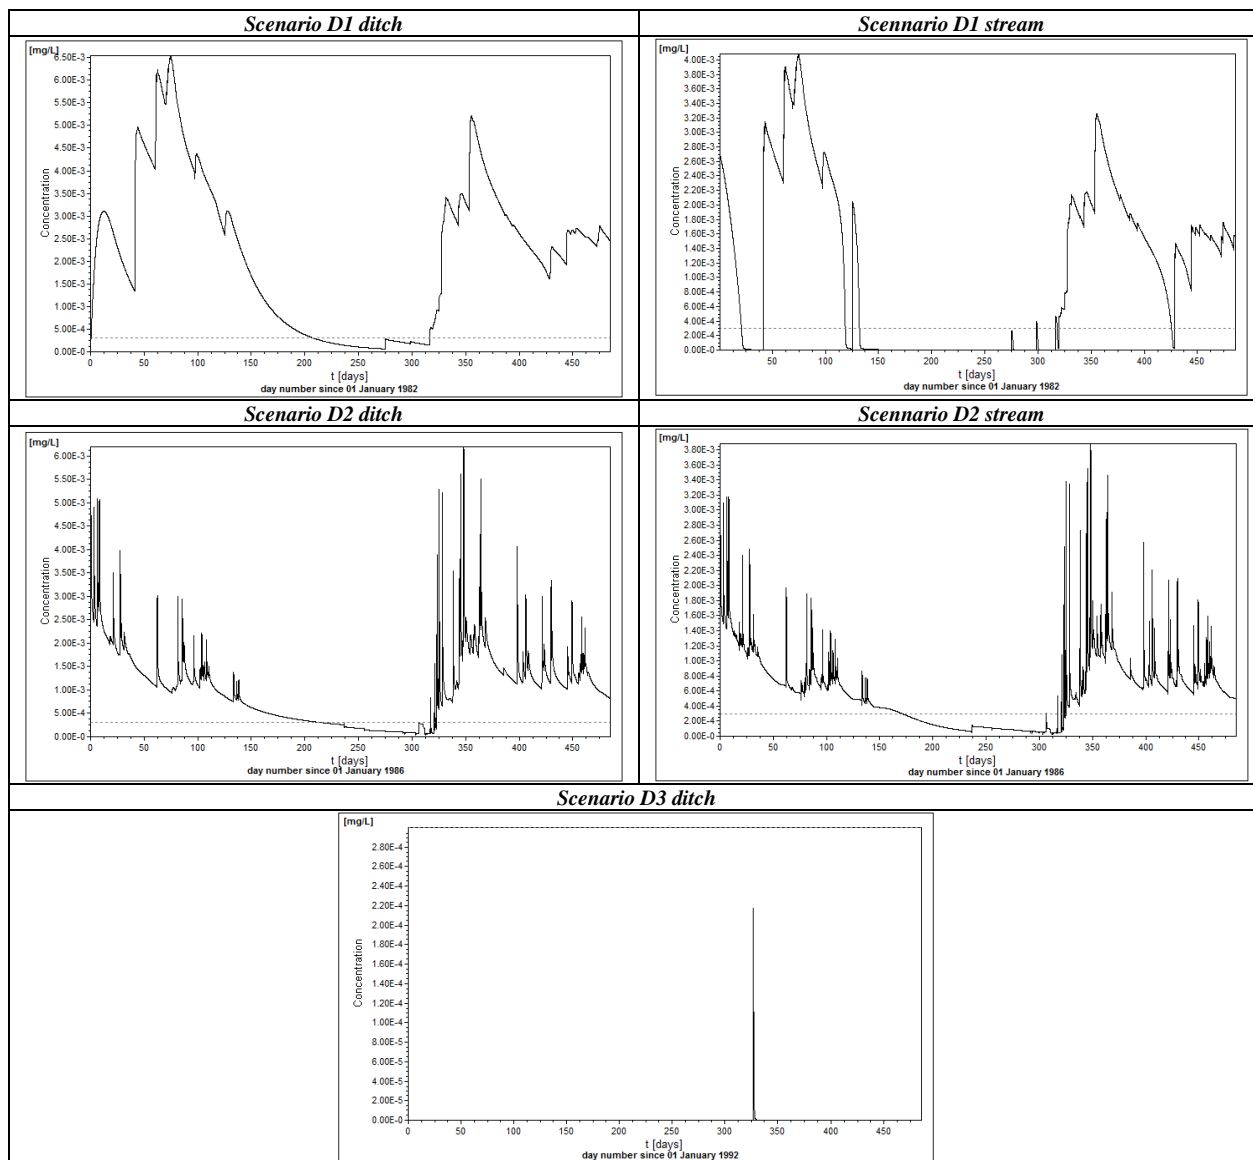 Scenario D1 ditch
Scennario D1 stream
[mg/L]
6.50E-3
6.00E-3
5.50E-3
5.00E-3
4.50E-3
4.00E-3
3.50E-3
3.00E-3
2.50E-3
2.00E-3
1.50E-3
1.00E-3
5.00E-4
0.00E-0
Concentration
0 50 100 150 200 250 300 350 400 450
t [days]
day number since 01 January 1982
[mg/L]
4.00E-3
3.80E-3
3.60E-3
3.40E-3
3.20E-3
3.00E-3
2.80E-3
2.60E-3
2.40E-3
2.20E-3
2.00E-3
1.80E-3
1.60E-3
1.40E-3
1.20E-3
1.00E-3
8.00E-4
6.00E-4
4.00E-4
2.00E-4
0.00E-0
Concentration
50 100 150 200 250 300 350 400 450
t [days]
day number since 01 January 1982
Scenario D2 ditch
Scennario D2 stream
[mg/L]
6.00E-3
5.50E-3
5.00E-3
4.50E-3
4.00E-3
3.50E-3
3.00E-3
2.50E-3
2.00E-3
1.50E-3
1.00E-3
5.00E-4
0.00E-0
Concentration
0 50 100 150 200 250 300 350 400 450
t [days]
day number since 01 January 1986
[mg/L]
3.80E-3
3.60E-3
3.40E-3
3.20E-3
3.00E-3
2.80E-3
2.60E-3
2.40E-3
2.20E-3
2.00E-3
1.80E-3
1.60E-3
1.40E-3
1.20E-3
1.00E-3
8.00E-4
6.00E-4
4.00E-4
2.00E-4
0.00E-0
Concentration
0 50 100 150 200 250 300 350 400 450
t [days]
day number since 01 January 1986
Scenario D3 ditch
[mg/L]
2.80E-4
2.60E-4
2.40E-4
2.20E-4
2.00E-4
1.80E-4
1.60E-4
1.40E-4
1.20E-4
1.00E-4
8.00E-5
6.00E-5
4.00E-5
2.00E-5
0.00E-0
Concentration
0 50 100 150 200 250 300 350 400 450
t [days]
day number since 01 January 1992